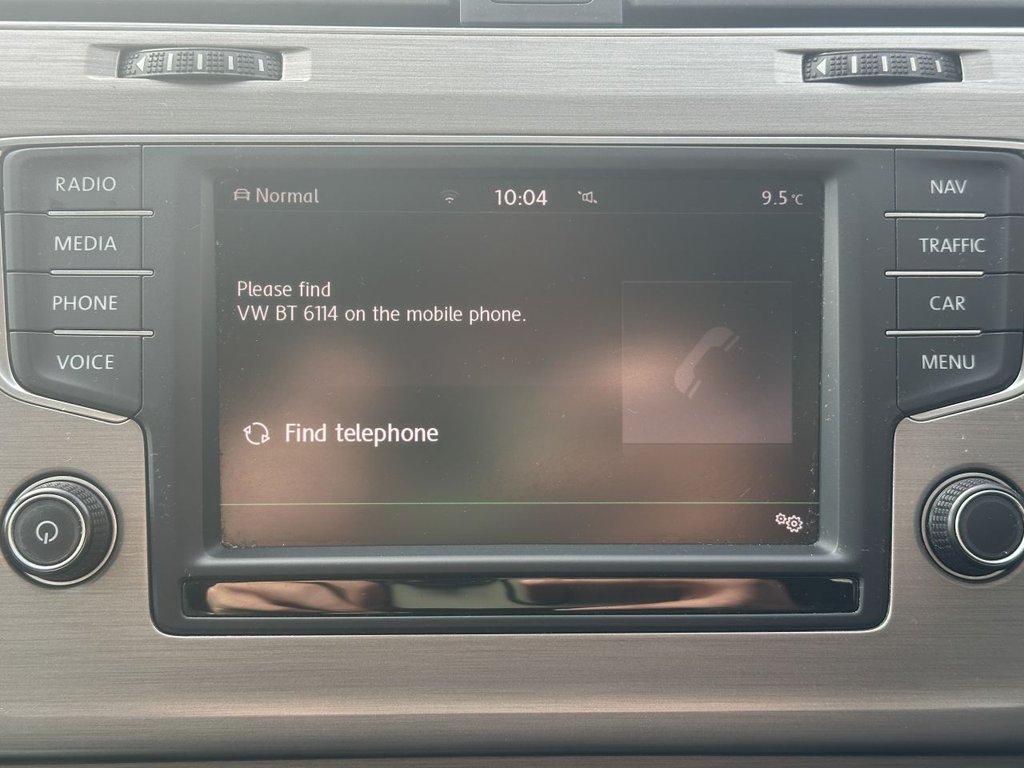 Normal 10:04 9.5°C
RADIO
MEDIA
PHONE
VOICE
Please find
VW BT 6114 on the mobile phone.
Find telephone
NAV
TRAFFIC
CAR
MENU